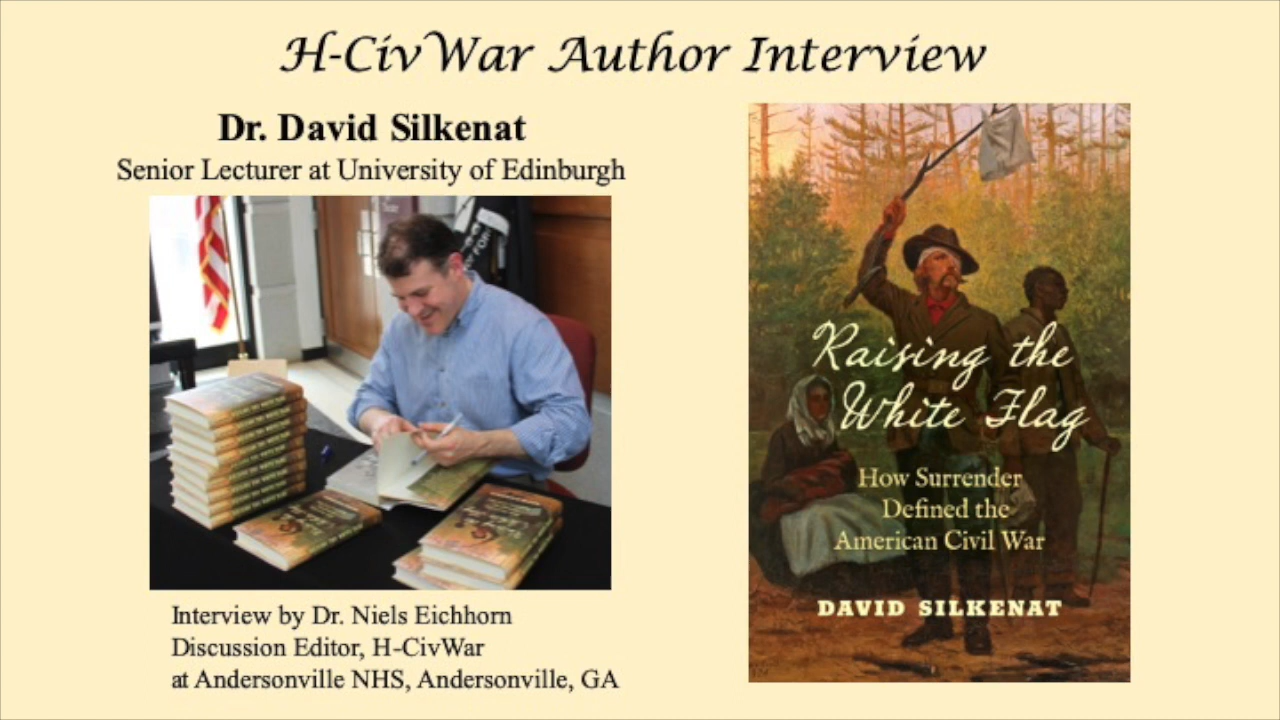 H-CivWar Author Interview
Dr. David Silkenat
Senior Lecturer at University of Edinburgh
Interview by Dr. Niels Eichhorn
Discussion Editor, H-CivWar
at Andersonville NHS, Andersonville, GA
Raising the
White Flag
How Surrender
Defined the
American Civil War
DAVID SILKENAT